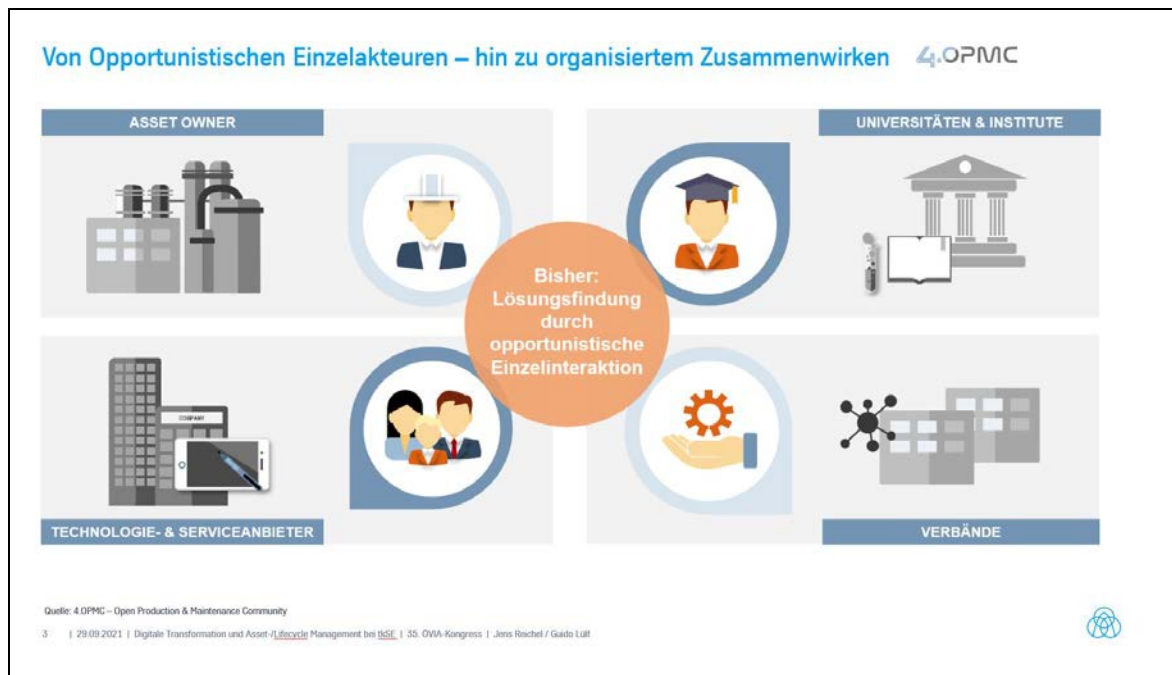 Von Opportunistischen Einzelakteuren – hin zu organisiertem Zusammenwirken
4.OPMC
ASSET OWNER
UNIVERSITÄTEN & INSTITUTE
Bisher:
Lösungsfindung
durch
opportunistische
Einzelinteraktion
COMPANY
TECHNOLOGIE- & SERVICEANBIETER
VERBÄNDE
Quelle: 4.OPMC – Open Production & Maintenance Community
3 | 29.09.2021 | Digitale Transformation und Asset-/Lifecycle Management bei tkSE | 35. ÖVIA-Kongress | Jens Reichel / Guido Lülf